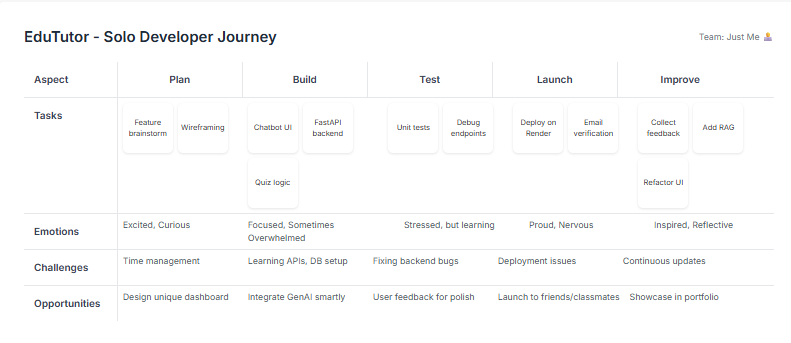 EduTutor - Solo Developer Journey
Team: Just Me
Aspect Plan Build Test Launch Improve
Tasks
Feature brainstorm
Wireframing
Chatbot UI
FastAPI backend
Unit tests
Debug endpoints
Deploy on Render
Email verification
Collect feedback
Add RAG
Quiz logic
Refactor UI
Emotions
Excited, Curious
Focused, Sometimes Overwhelmed
Stressed, but learning
Proud, Nervous
Inspired, Reflective
Challenges
Time management
Learning APIs, DB setup
Fixing backend bugs
Deployment issues
Continuous updates
Opportunities
Design unique dashboard
Integrate GenAI smartly
User feedback for polish
Launch to friends/classmates
Showcase in portfolio